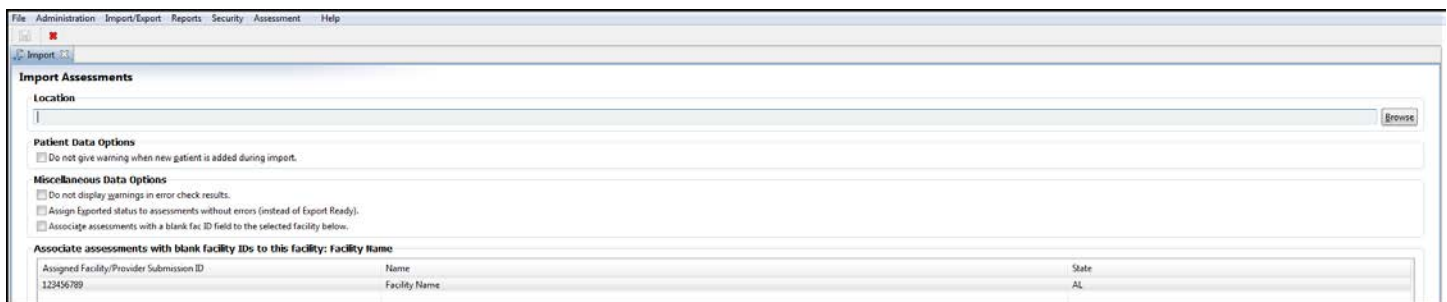 File Administration Import/Export Reports Security Assessment Help
Import
Import Assessments
Location
Browse
Patient Data Options
Do not give warning when new patient is added during import.
Miscellaneous Data Options
Do not display warnings in error check results.
Assign Exported status to assessments without errors (instead of Export Ready).
Associate assessments with a blank fac ID field to the selected facility below.
Associate assessments with blank facility IDs to this facility: Facility Name
Assigned Facility/Provider Submission ID Name State
123456789 Facility Name AL